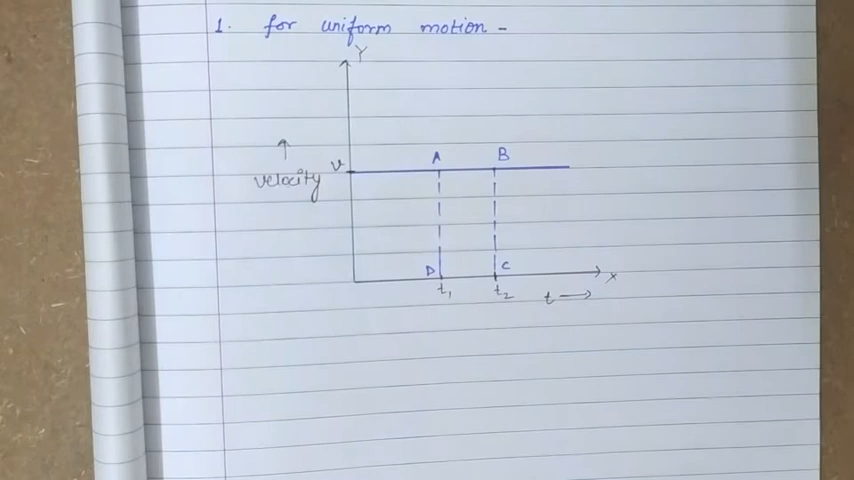 1. for uniform motion -
Y
A B
v
velocity
D C
x
t₁ t₂ t